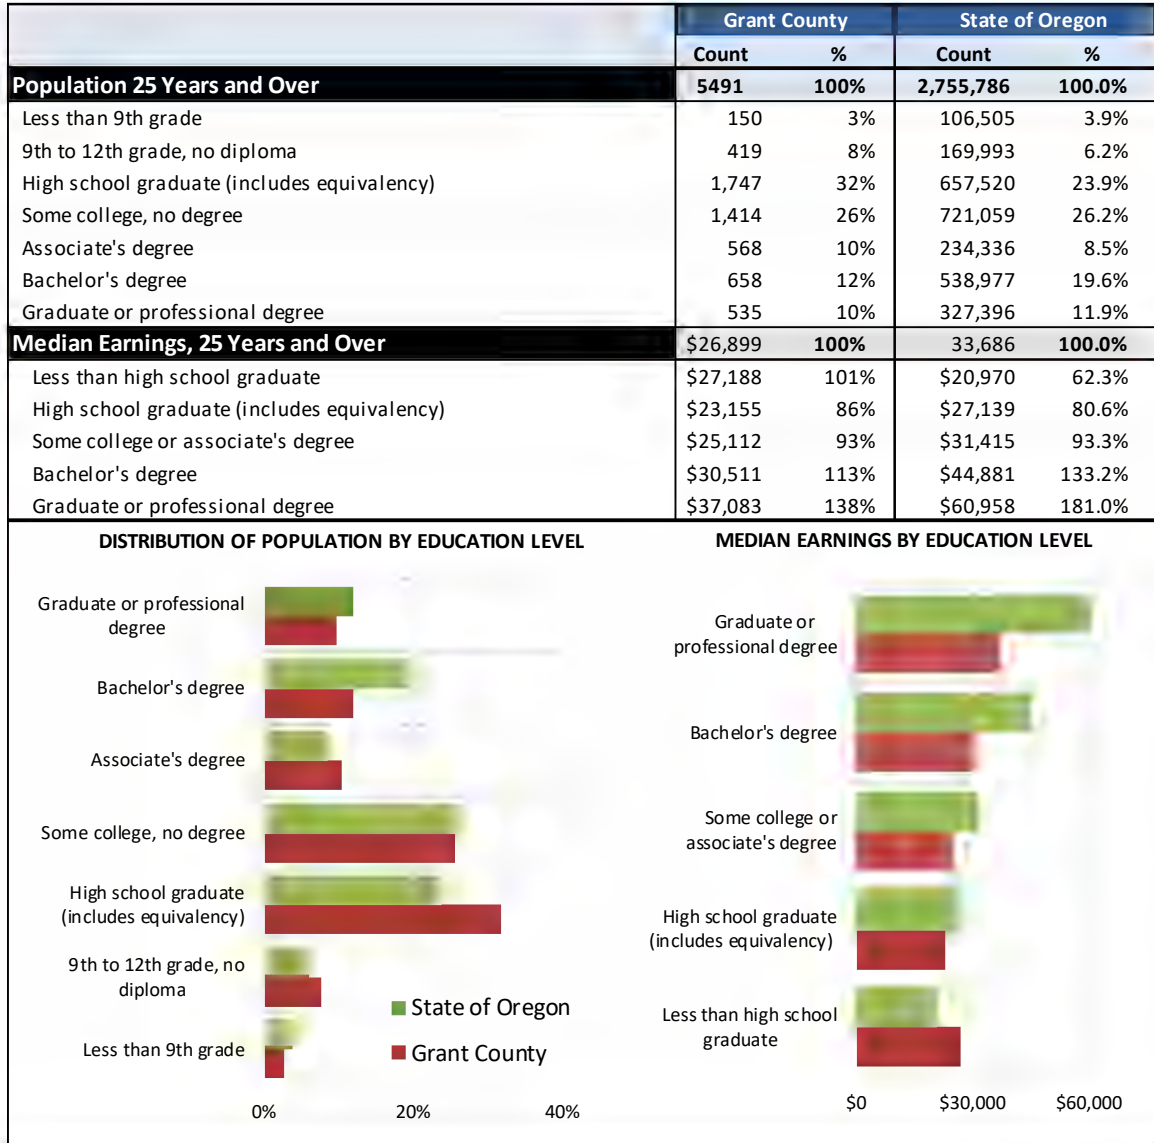 Grant County State of Oregon
Count % Count %
Population 25 Years and Over 5491 100% 2,755,786 100.0%
Less than 9th grade 150 3% 106,505 3.9%
9th to 12th grade, no diploma 419 8% 169,993 6.2%
High school graduate (includes equivalency) 1,747 32% 657,520 23.9%
Some college, no degree 1,414 26% 721,059 26.2%
Associate's degree 568 10% 234,336 8.5%
Bachelor's degree 658 12% 538,977 19.6%
Graduate or professional degree 535 10% 327,396 11.9%
Median Earnings, 25 Years and Over $26,899 100% 33,686 100.0%
Less than high school graduate $27,188 101% $20,970 62.3%
High school graduate (includes equivalency) $23,155 86% $27,139 80.6%
Some college or associate's degree $25,112 93% $31,415 93.3%
Bachelor's degree $30,511 113% $44,881 133.2%
Graduate or professional degree $37,083 138% $60,958 181.0%
DISTRIBUTION OF POPULATION BY EDUCATION LEVEL
Graduate or professional
degree
Bachelor's degree
Associate's degree
Some college, no degree
High school graduate
(includes equivalency)
9th to 12th grade, no
diploma
Less than 9th grade
State of Oregon
Grant County
0% 20% 40%
MEDIAN EARNINGS BY EDUCATION LEVEL
Graduate or
professional degree
Bachelor's degree
Some college or
associate's degree
High school graduate
(includes equivalency)
Less than high school
graduate
$0 $30,000 $60,000